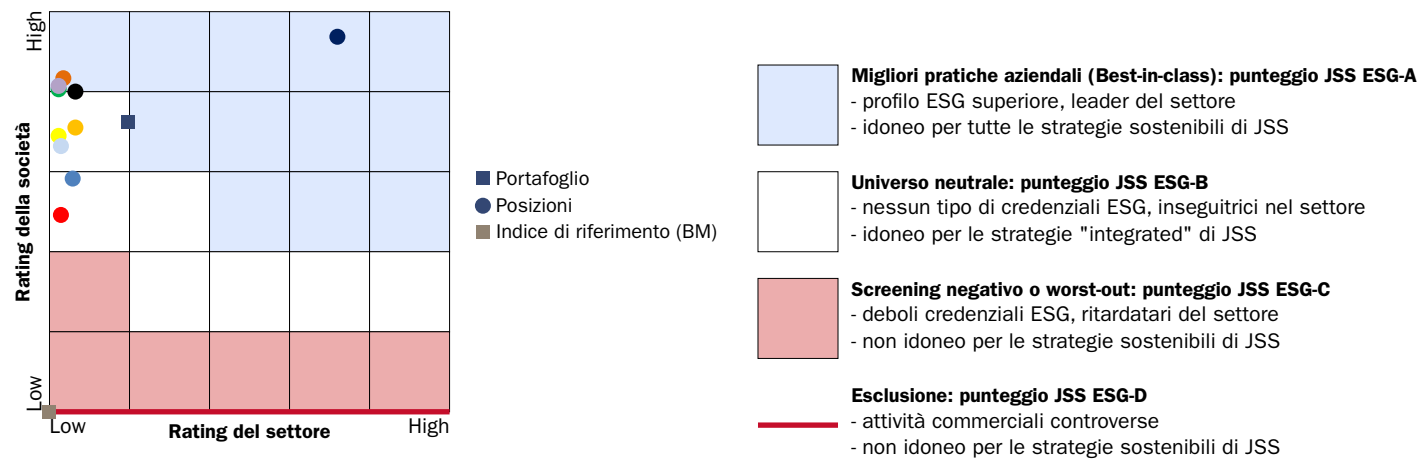 High
Rating della società
Low
Low
Rating del settore
High
Portafoglio
Posizioni
Indice di riferimento (BM)
Migliori pratiche aziendali (Best-in-class): punteggio JSS ESG-A
- profilo ESG superiore, leader del settore
- idoneo per tutte le strategie sostenibili di JSS
Universo neutrale: punteggio JSS ESG-B
- nessun tipo di credenziali ESG, inseguitrici nel settore
- idoneo per le strategie "integrated" di JSS
Screening negativo o worst-out: punteggio JSS ESG-C
- deboli credenziali ESG, ritardatari del settore
- non idoneo per le strategie sostenibili di JSS
Esclusione: punteggio JSS ESG-D
- attività commerciali controverse
- non idoneo per le strategie sostenibili di JSS